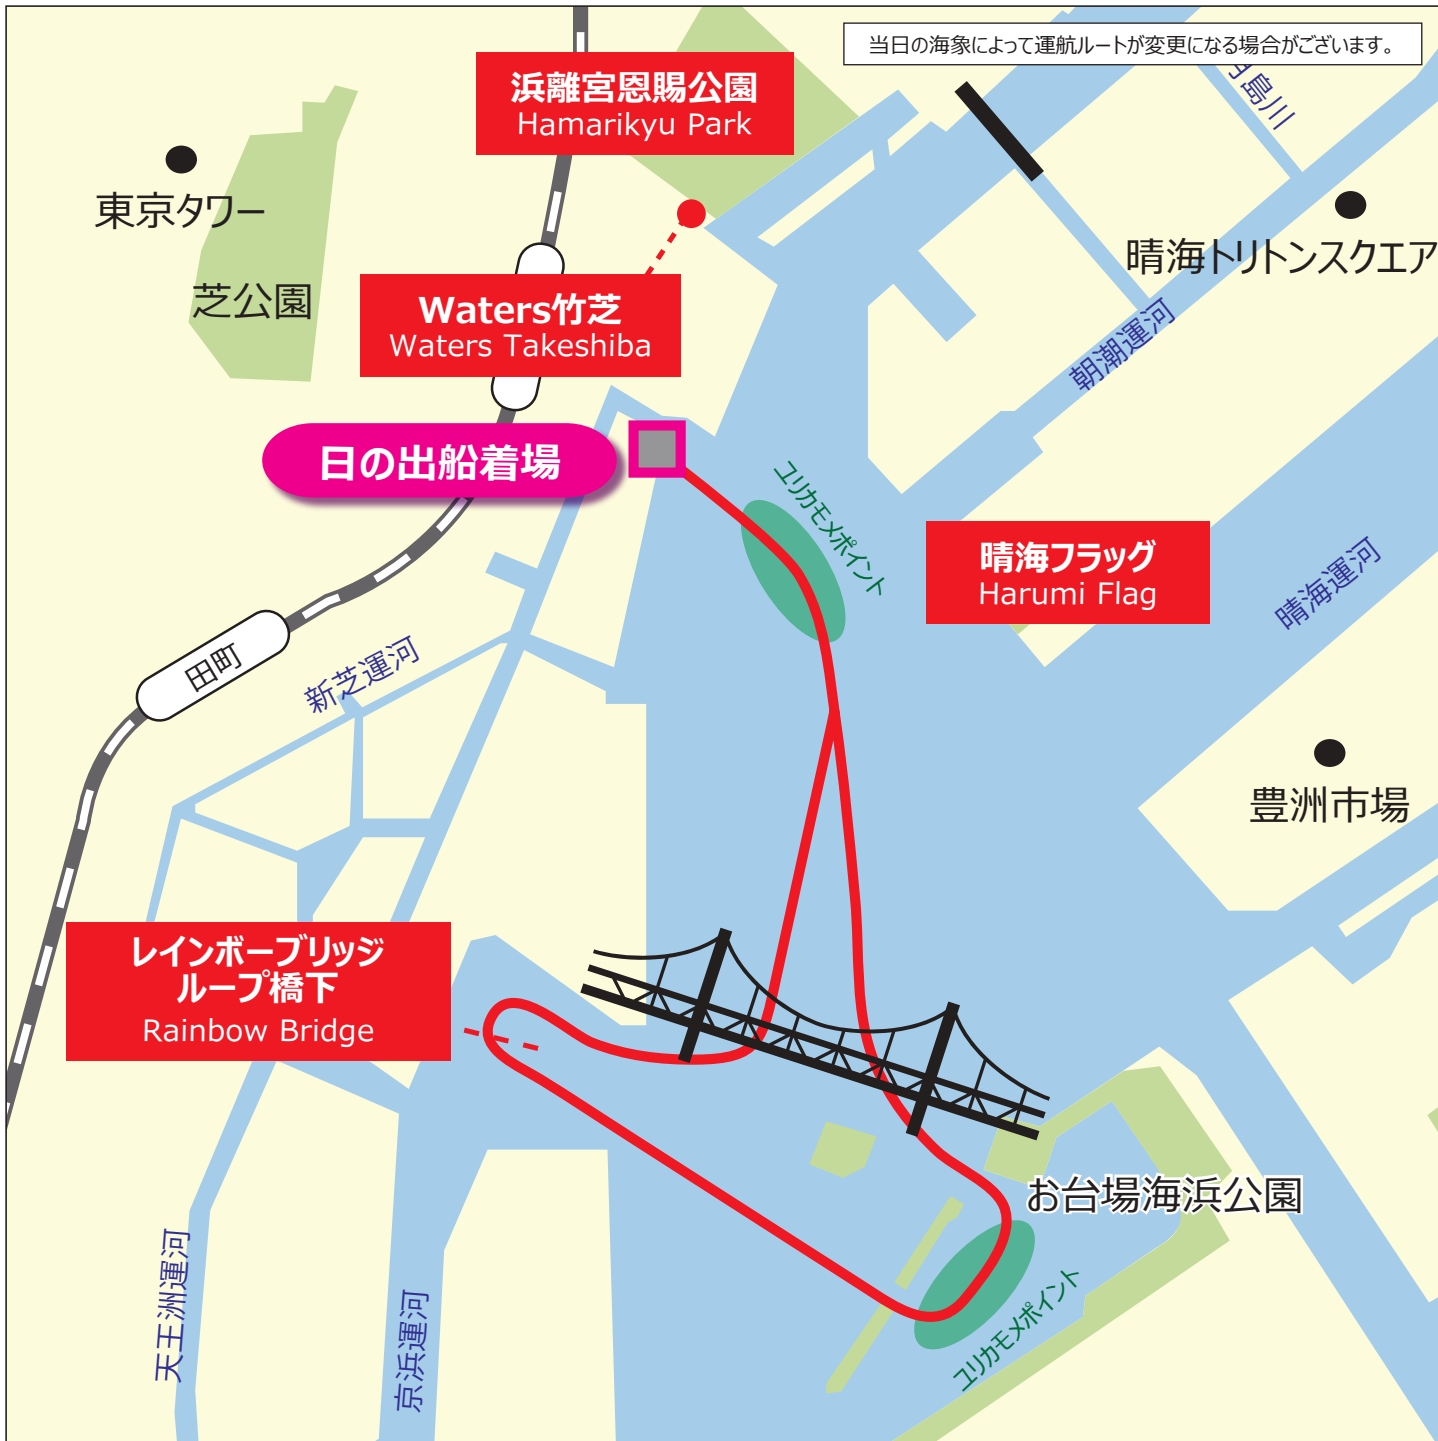 当日の海象によって運航ルートが変更になる場合がございます。
浜離宮恩賜公園
Hamarikyu Park
月島川
東京タワー
晴海トリトンスクエア
芝公園
Waters竹芝
Waters Takeshiba
朝潮運河
日の出船着場
ユリカモメポイント
晴海フラッグ
Harumi Flag
晴海運河
田町
新芝運河
豊洲市場
レインボーブリッジ
ループ橋下
Rainbow Bridge
お台場海浜公園
天王洲運河
京浜運河
ユリカモメポイント